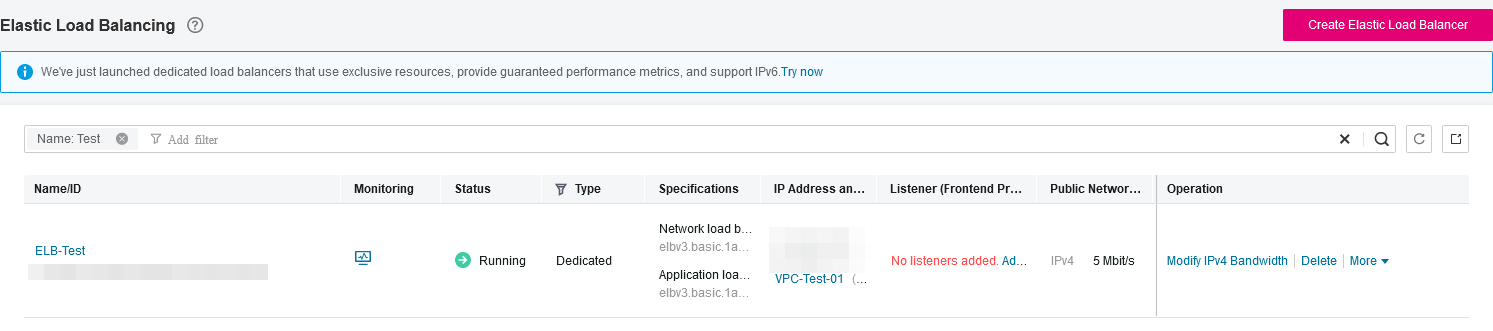 Elastic Load Balancing ?
Create Elastic Load Balancer
We've just launched dedicated load balancers that use exclusive resources, provide guaranteed performance metrics, and support IPv6.Try now
Name: Test Add filter
Name/ID Monitoring Status Type Specifications IP Address an... Listener (Frontend Pr... Public Networ... Operation
Network load b...
ELB-Test elbv3.basic.1a...
Running Dedicated No listeners added. Ad... IPv4 5 Mbit/s Modify IPv4 Bandwidth Delete More
Application loa... VPC-Test-01 (...
elbv3.basic.1a...